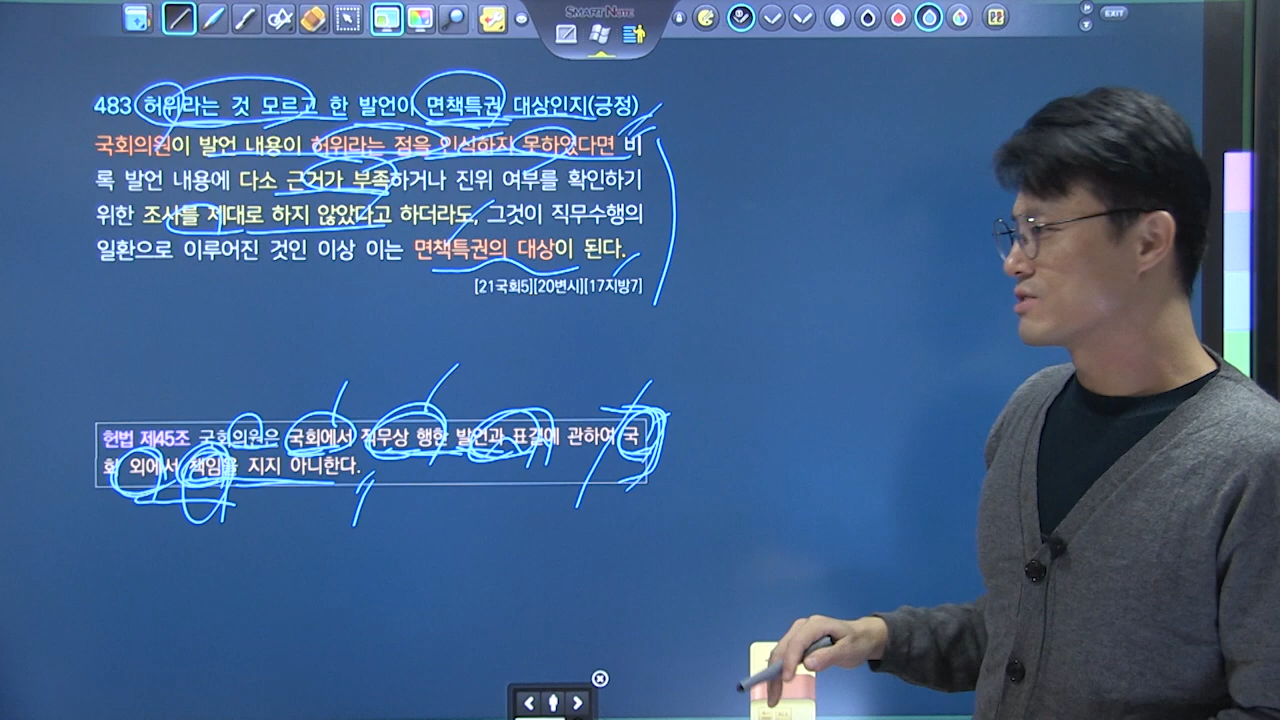 SMART NOTE
EXIT
483 허위라는 것 모르고 한 발언이 면책특권 대상인지(긍정)
국회의원이 발언 내용이 허위라는 점을 인식하지 못하였다면 비
록 발언 내용에 다소 근거가 부족하거나 진위 여부를 확인하기
위한 조사를 제대로 하지 않았다고 하더라도, 그것이 직무수행의
일환으로 이루어진 것인 이상 이는 면책특권의 대상이 된다.
[21국회5][20변시][17지방7]
헌법 제45조 국회의원은 국회에서 직무상 행한 발언과 표결에 관하여 국
회 외에서 책임을 지지 아니한다.